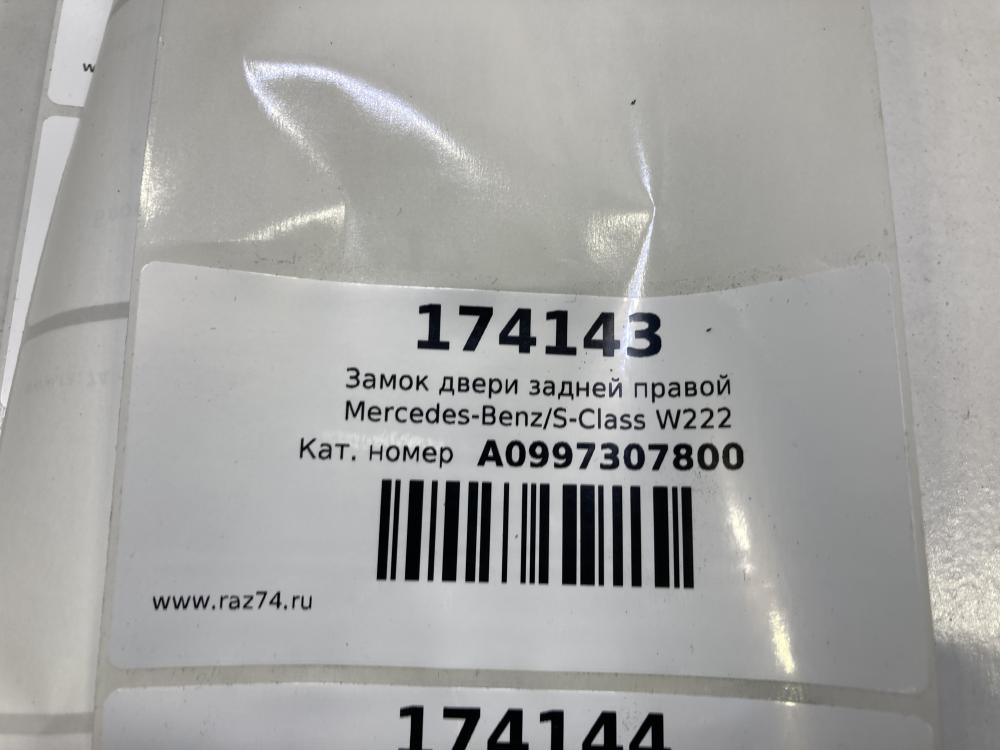 174143
Замок двери задней правой
Mercedes-Benz/S-Class W222
Кат. номер A0997307800
www.raz74.ru
174144